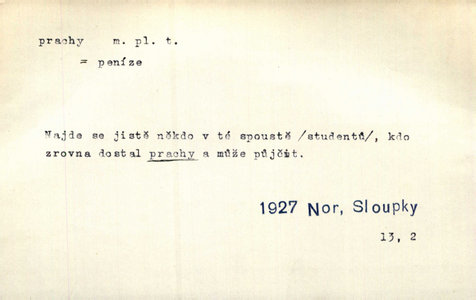 prachy m. pl. t.
= peníze
Najde se jistě někdo v té spoustě /studentů/, kdo
zrovna dostal prachy a může půjčit.
1927 Nor, Sloupky
13, 2